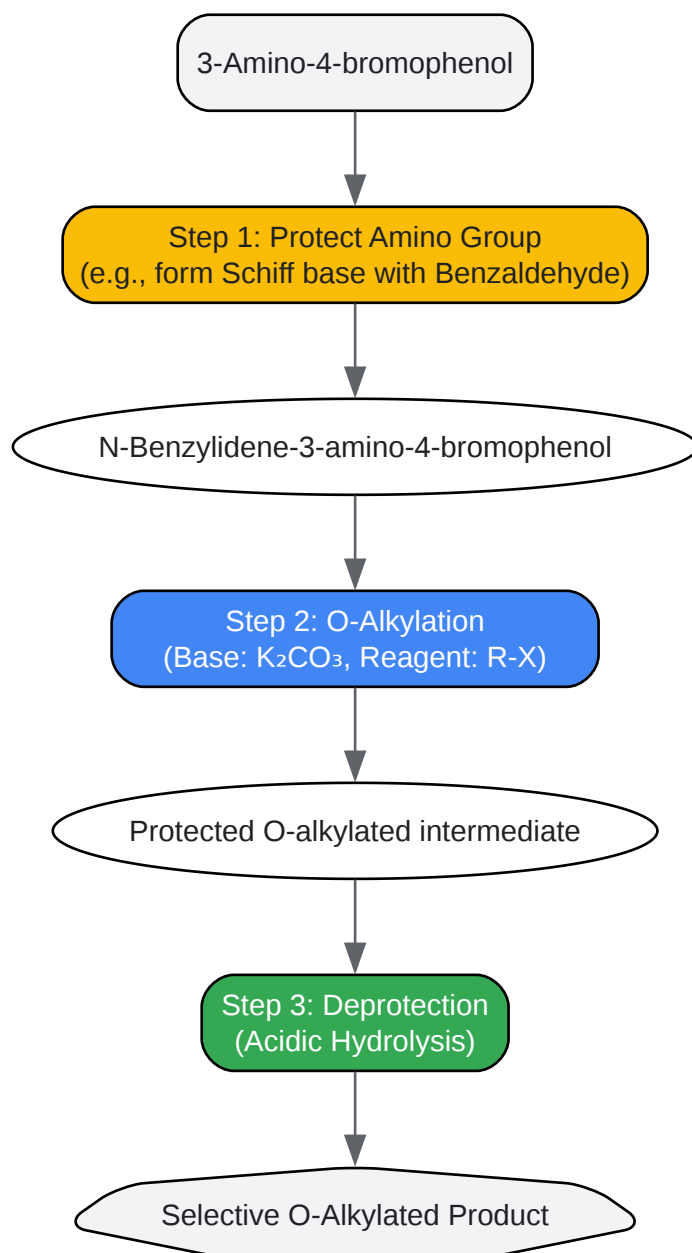 3-Amino-4-bromophenol
Step 1: Protect Amino Group
(e.g., form Schiff base with Benzaldehyde)
N-Benzylidene-3-amino-4-bromophenol
Step 2: O-Alkylation
(Base: K₂CO₃, Reagent: R-X)
Protected O-alkylated intermediate
Step 3: Deprotection
(Acidic Hydrolysis)
Selective O-Alkylated Product